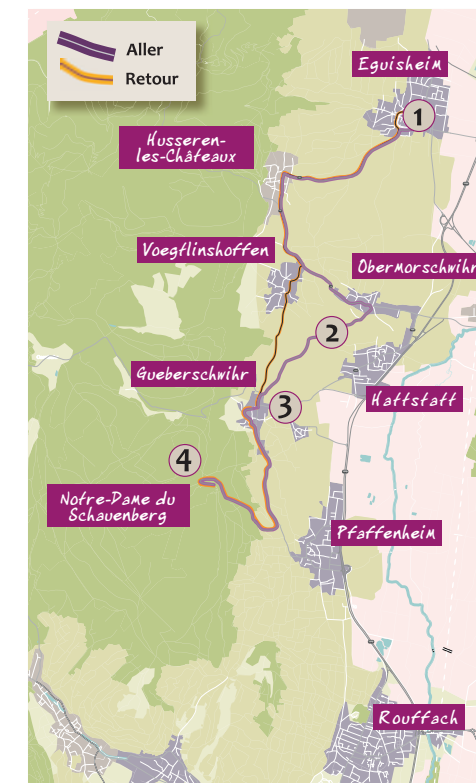 Aller
Retour
Eguisheim
1
Husseren-
les-Châteaux
Voegtlinshoffen
Obermorschwihr
2
Gueberschwihr
3
Hattstatt
4
Notre-Dame du
Schauenberg
Pfaffenheim
Rouffach